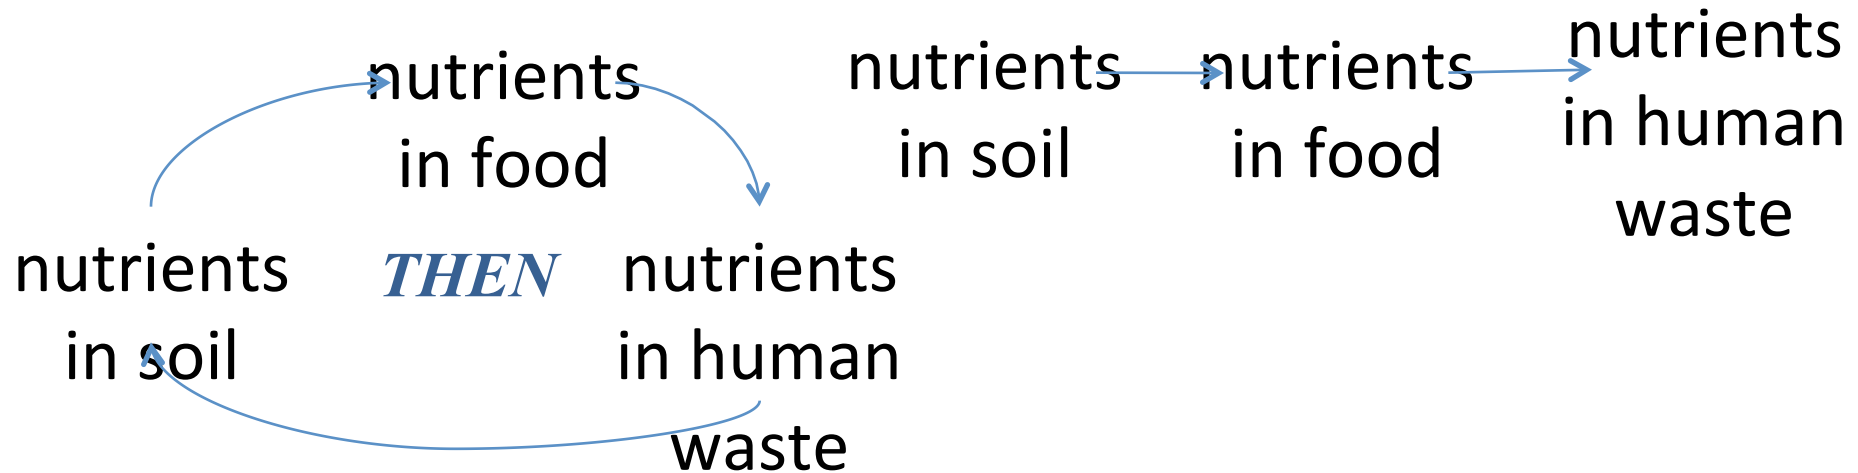 nutrients
in food
nutrients
in soil
THEN
nutrients
in human
waste
nutrients
in soil
nutrients
in food
nutrients
in human
waste